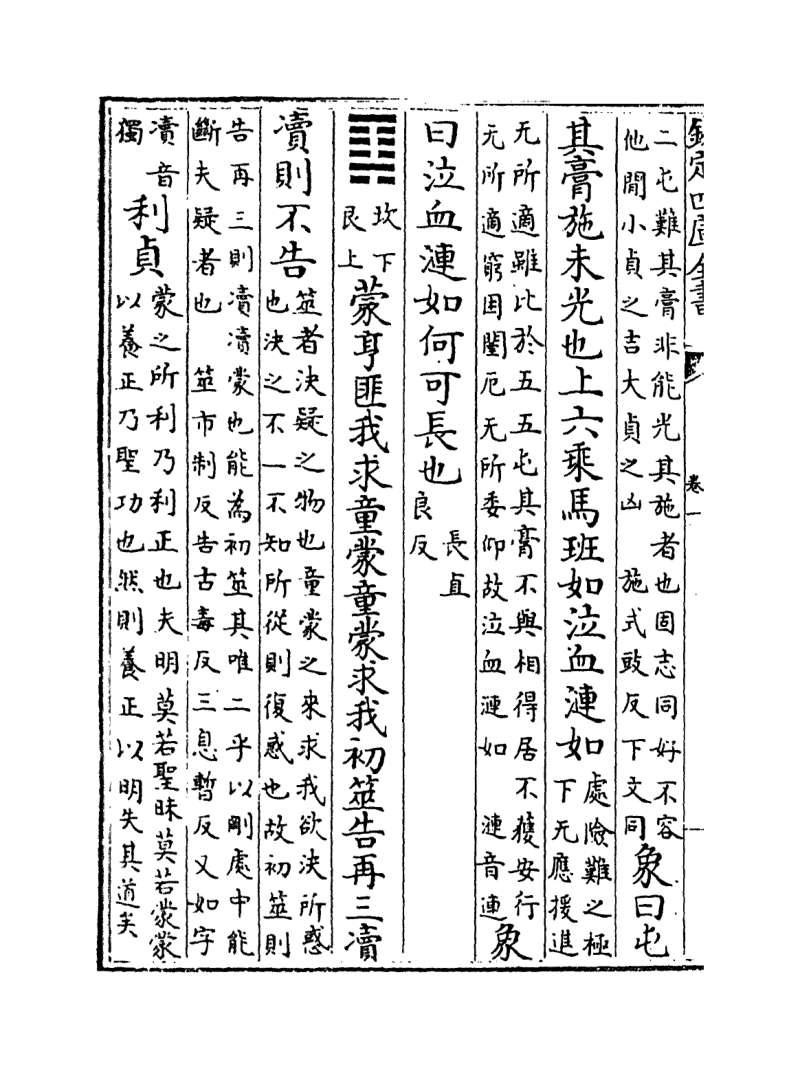 欽定四庫全書 卷一
二屯難其膏非能光其施者也固志同好不容
他閒小貞之吉大貞之凶 施式豉反下文同
象曰屯
其膏施未光也上六乘馬班如泣血漣如
處險難之極
下无應援進
无所適雖比於五五屯其膏不與相得居不獲安行
无所適窮困闉厄无所委仰故泣血漣如 漣音連
象
曰泣血漣如何可長也
長直
良反
䷃
坎下
艮上
蒙亨匪我求童蒙童蒙求我初筮告再三瀆
瀆則不告
筮者決疑之物也童蒙之來求我欲決所惑
也決之不一不知所從則復惑也故初筮則
告再三則瀆瀆蒙也能為初筮其唯二乎以剛處中能
斷夫疑者也 筮市制反告古毒反三息暫反又如字
瀆音
獨
利貞
蒙之所利乃利正也夫明莫若聖昧莫若蒙蒙
以養正乃聖功也然則養正以明失其道矣